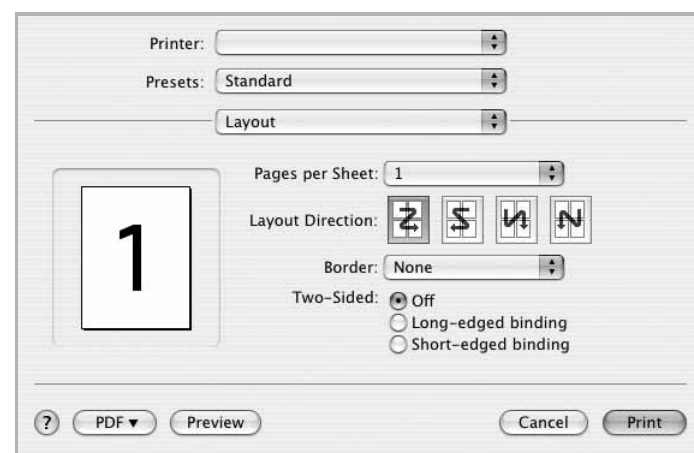 Printer:
Presets: Standard
Layout
Pages per Sheet: 1
Layout Direction:
Border: None
Two-Sided: Off
Long-edged binding
Short-edged binding
1
? PDF▼ Preview Cancel Print